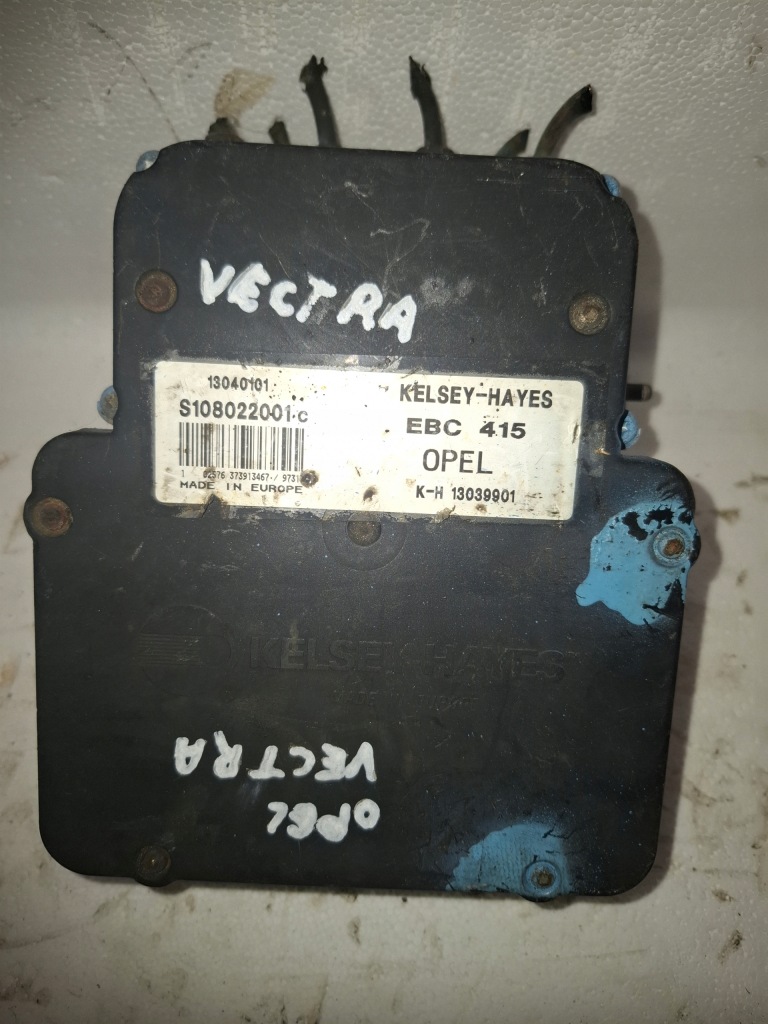 VECTRA
13040101
S108022001 c
MADE IN EUROPE
KELSEY-HAYES
EBC 415
OPEL
K-H 13039901
KELSEY-HAYES
OPEL
VECTRA